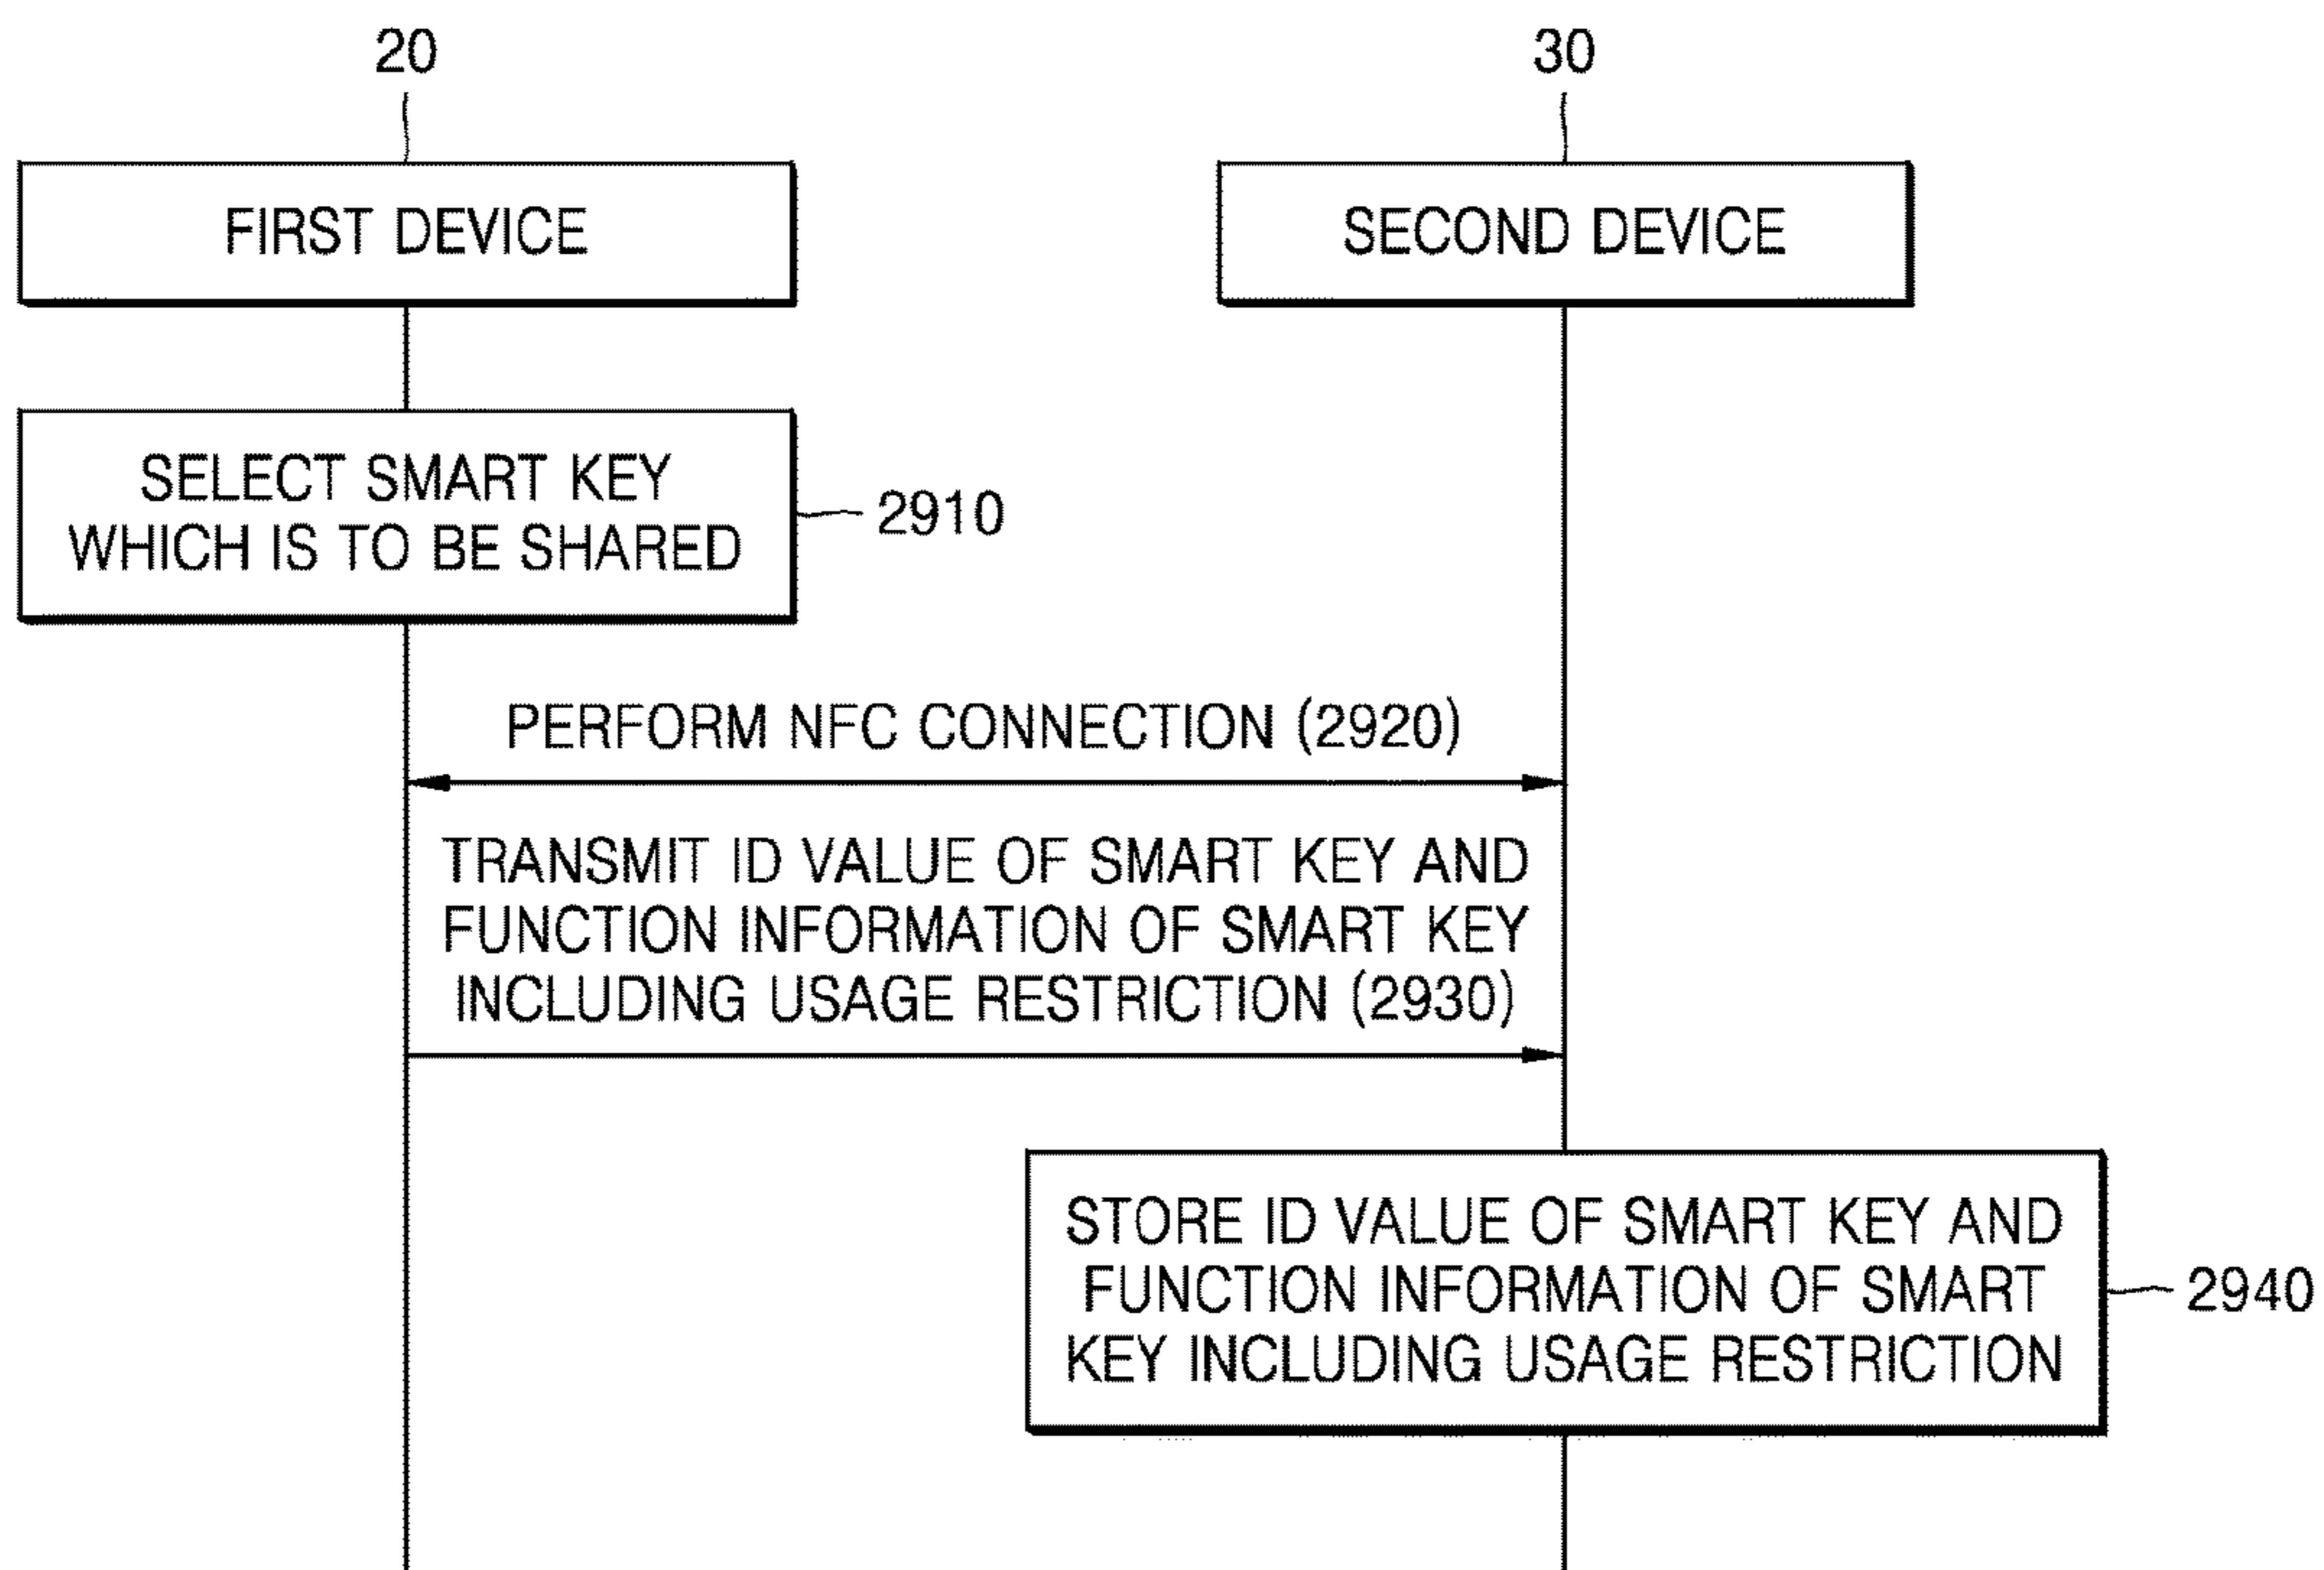 20
30
FIRST DEVICE
SECOND DEVICE
SELECT SMART KEY
WHICH IS TO BE SHARED
2910
PERFORM NFC CONNECTION (2920)
TRANSMIT ID VALUE OF SMART KEY AND
FUNCTION INFORMATION OF SMART KEY
INCLUDING USAGE RESTRICTION (2930)
STORE ID VALUE OF SMART KEY AND
FUNCTION INFORMATION OF SMART
KEY INCLUDING USAGE RESTRICTION
2940